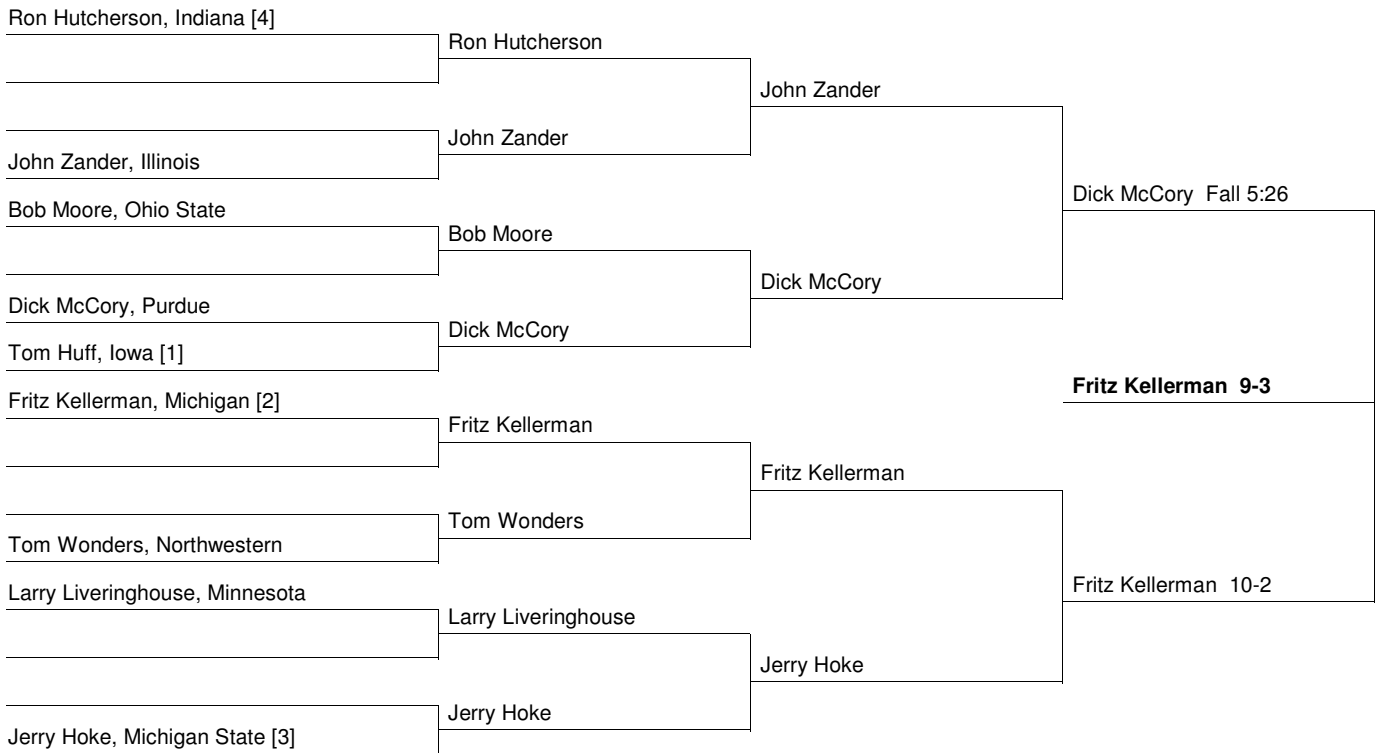 Ron Hutcherson, Indiana [4]
Ron Hutcherson
John Zander
John Zander
John Zander, Illinois
Dick McCory  Fall 5:26
Bob Moore, Ohio State
Bob Moore
Dick McCory
Dick McCory, Purdue
Dick McCory
Tom Huff, Iowa [1]
Fritz Kellerman  9-3
Fritz Kellerman, Michigan [2]
Fritz Kellerman
Fritz Kellerman
Tom Wonders
Tom Wonders, Northwestern
Fritz Kellerman  10-2
Larry Liveringhouse, Minnesota
Larry Liveringhouse
Jerry Hoke
Jerry Hoke
Jerry Hoke, Michigan State [3]